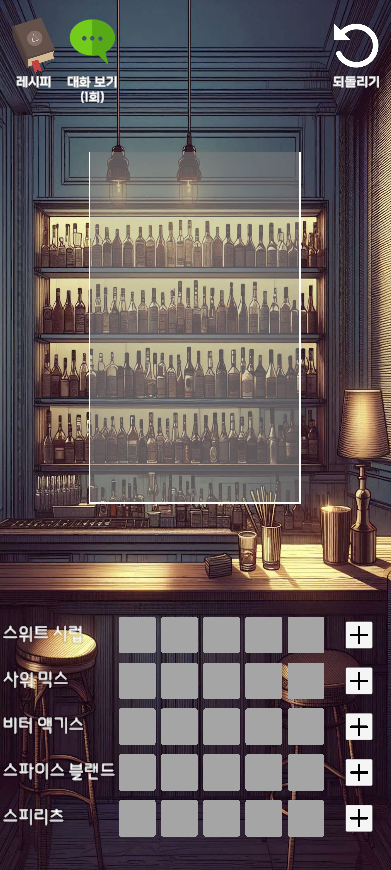 레시피
대화 보기
(1회)
되돌리기
스위트 시럽
사워 믹스
비터 엑기스
스파이스 블랜드
스피리츠